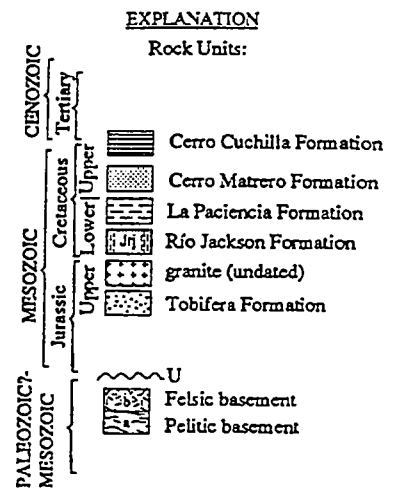 EXPLANATION
Rock Units:
CENOZOIC
Tertiary
MESOZOIC
Cretaceous
Upper
Lower
Jurassic
Upper
PALEOZOIC?-
MESOZOIC
Cerro Cuchilla Formation
Cerro Matrero Formation
La Paciencia Formation
Jrj Río Jackson Formation
granite (undated)
Tobifera Formation
U
b Felsic basement
a Pelitic basement